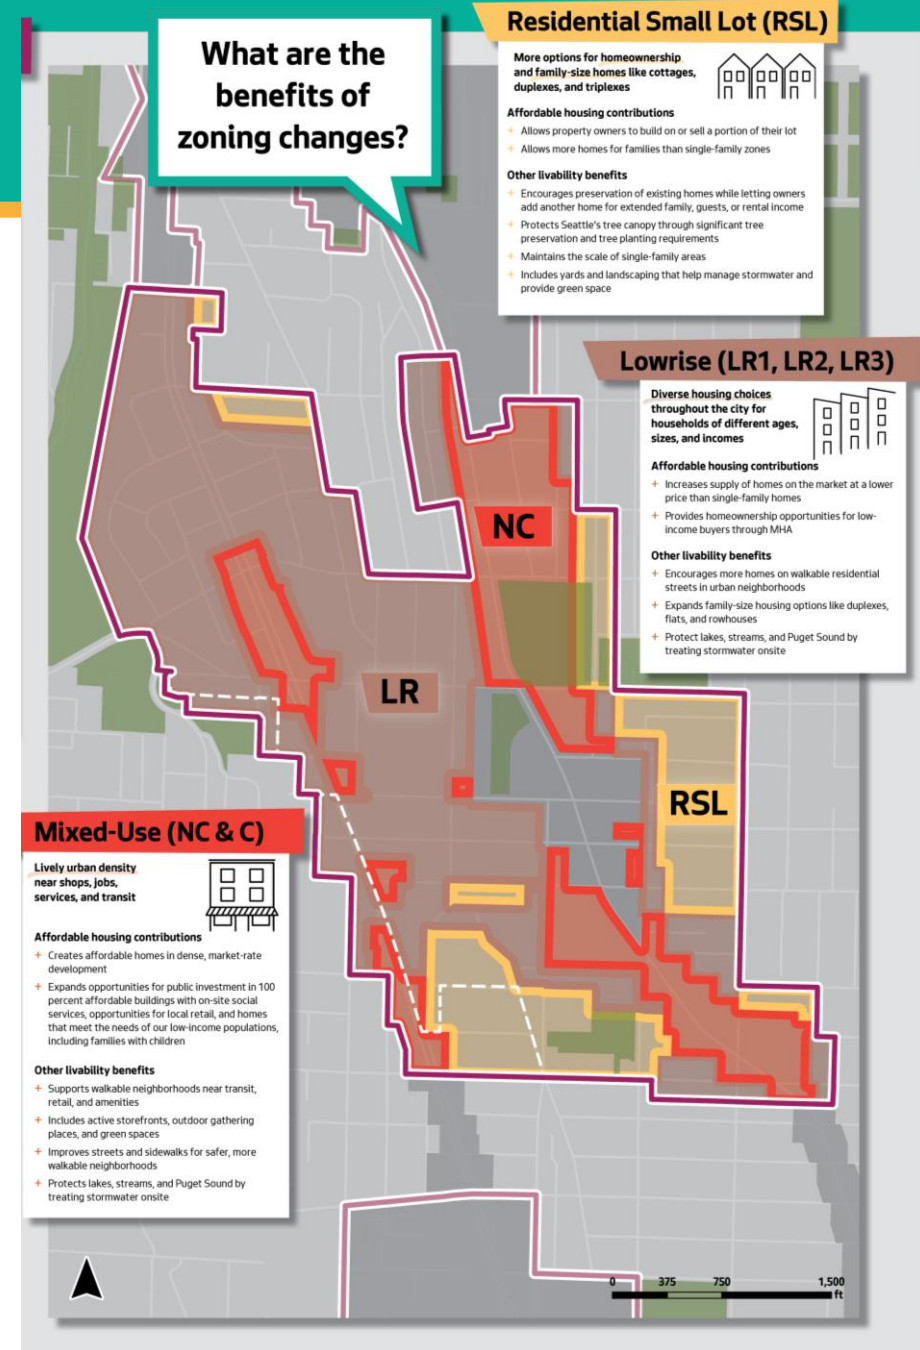 What are the
benefits of
zoning changes?
Residential Small Lot (RSL)
More options for homeownership
and family-size homes like cottages,
duplexes, and triplexes
Affordable housing contributions
+ Allows property owners to build on or sell a portion of their lot
+ Allows more homes for families than single-family zones
Other livability benefits
+ Encourages preservation of existing homes while letting owners
add another home for extended family, guests, or rental income
+ Protects Seattle's tree canopy through significant tree
preservation and tree planting requirements
+ Maintains the scale of single-family areas
+ Includes yards and landscaping that help manage stormwater and
provide green space
Lowrise (LR1, LR2, LR3)
Diverse housing choices
throughout the city for
households of different ages,
sizes, and incomes
Affordable housing contributions
+ Increases supply of homes on the market at a lower
price than single-family homes
+ Provides homeownership opportunities for low-
income buyers through MHA
Other livability benefits
+ Encourages more homes on walkable residential
streets in urban neighborhoods
+ Expands family-size housing options like duplexes,
flats, and rowhouses
+ Protect lakes, streams, and Puget Sound by
treating stormwater onsite
NC
LR
RSL
Mixed-Use (NC & C)
Lively urban density
near shops, jobs,
services, and transit
Affordable housing contributions
+ Creates affordable homes in dense, market-rate
development
+ Expands opportunities for public investment in 100
percent affordable buildings with on-site social
services, opportunities for local retail, and homes
that meet the needs of our low-income populations,
including families with children
Other livability benefits
+ Supports walkable neighborhoods near transit,
retail, and amenities
+ Includes active storefronts, outdoor gathering
places, and green spaces
+ Improves streets and sidewalks for safer, more
walkable neighborhoods
+ Protects lakes, streams, and Puget Sound by
treating stormwater onsite
0 375 750 1,500
ft